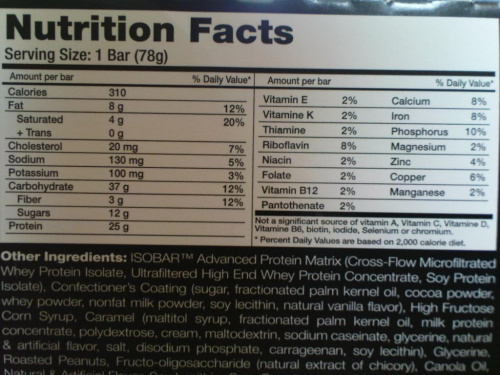 Nutrition Facts
Serving Size: 1 Bar (78g)
Amount per bar % Daily Value*
Calories 310
Fat 8 g 12%
Saturated 4 g 20%
+ Trans 0 g
Cholesterol 20 mg 7%
Sodium 130 mg 5%
Potassium 100 mg 3%
Carbohydrate 37 g 12%
Fiber 3 g 12%
Sugars 12 g
Protein 25 g
Amount per bar % Daily Value*
Vitamin E 2% Calcium 8%
Vitamine K 2% Iron 8%
Thiamine 2% Phosphorus 10%
Riboflavin 8% Magnesium 2%
Niacin 2% Zinc 4%
Folate 2% Copper 6%
Vitamin B12 2% Manganese 2%
Pantothenate 2%
Not a significant source of vitamin A, Vitamin C, Vitamine D,
Vitamine B6, biotin, iodide, Selenium or chromium.
* Percent Daily Values are based on 2,000 calorie diet.
Other Ingredients: ISOBAR™ Advanced Protein Matrix (Cross-Flow Microfiltrated
Whey Protein Isolate, Ultrafiltered High End Whey Protein Concentrate, Soy Protein
Isolate), Confectioner's Coating (sugar, fractionated palm kernel oil, cocoa powder,
whey powder, nonfat milk powder, soy lecithin, natural vanilla flavor), High Fructose
Corn Syrup, Caramel (maltitol syrup, fractionated palm kernel oil, milk protein
concentrate, polydextrose, cream, maltodextrin, sodium caseinate, glycerine, natural
& artificial flavor, salt, disodium phosphate, carrageenan, soy lecithin), Glycerine,
Roasted Peanuts, Fructo-oligosaccharide (natural extract of chicory), Canola Oil,
Natural & Artificial